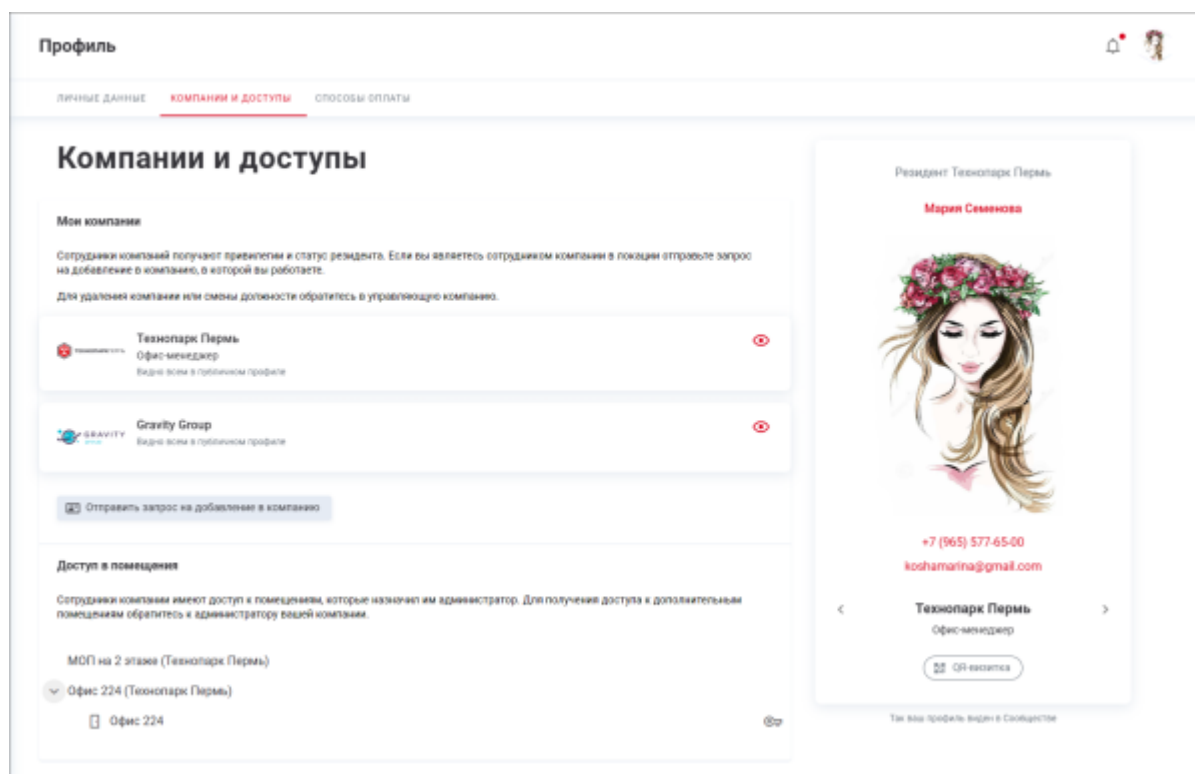 Профиль
ЛИЧНЫЕ ДАННЫЕ КОМПАНИИ И ДОСТУПЫ СПОСОБЫ ОПЛАТЫ
Компании и доступы
Мои компании
Сотрудники компаний получают привилегии и статус резидента. Если вы являетесь сотрудником компании в локации отправьте запрос
на добавление в компанию, в которой вы работаете.
Для удаления компании или смены должности обратитесь в управляющую компанию.
Технопарк Пермь
Офис-менеджер
Видно всем в публичном профиле
GRAVITY
Gravity Group
Видно всем в публичном профиле
Отправить запрос на добавление в компанию
Доступ в помещения
Сотрудники компании имеют доступ к помещениям, которые назначил им администратор. Для получения доступа к дополнительным
помещениям обратитесь к администратору вашей компании.
МОП на 2 этаже (Технопарк Пермь)
Офис 224 (Технопарк Пермь)
Офис 224
Резидент Технопарк Пермь
Мария Семенова
+7 (965) 577-65-00
koshamarina@gmail.com
Технопарк Пермь
Офис-менеджер
QR-визитка
Так ваш профиль виден в Сообществе